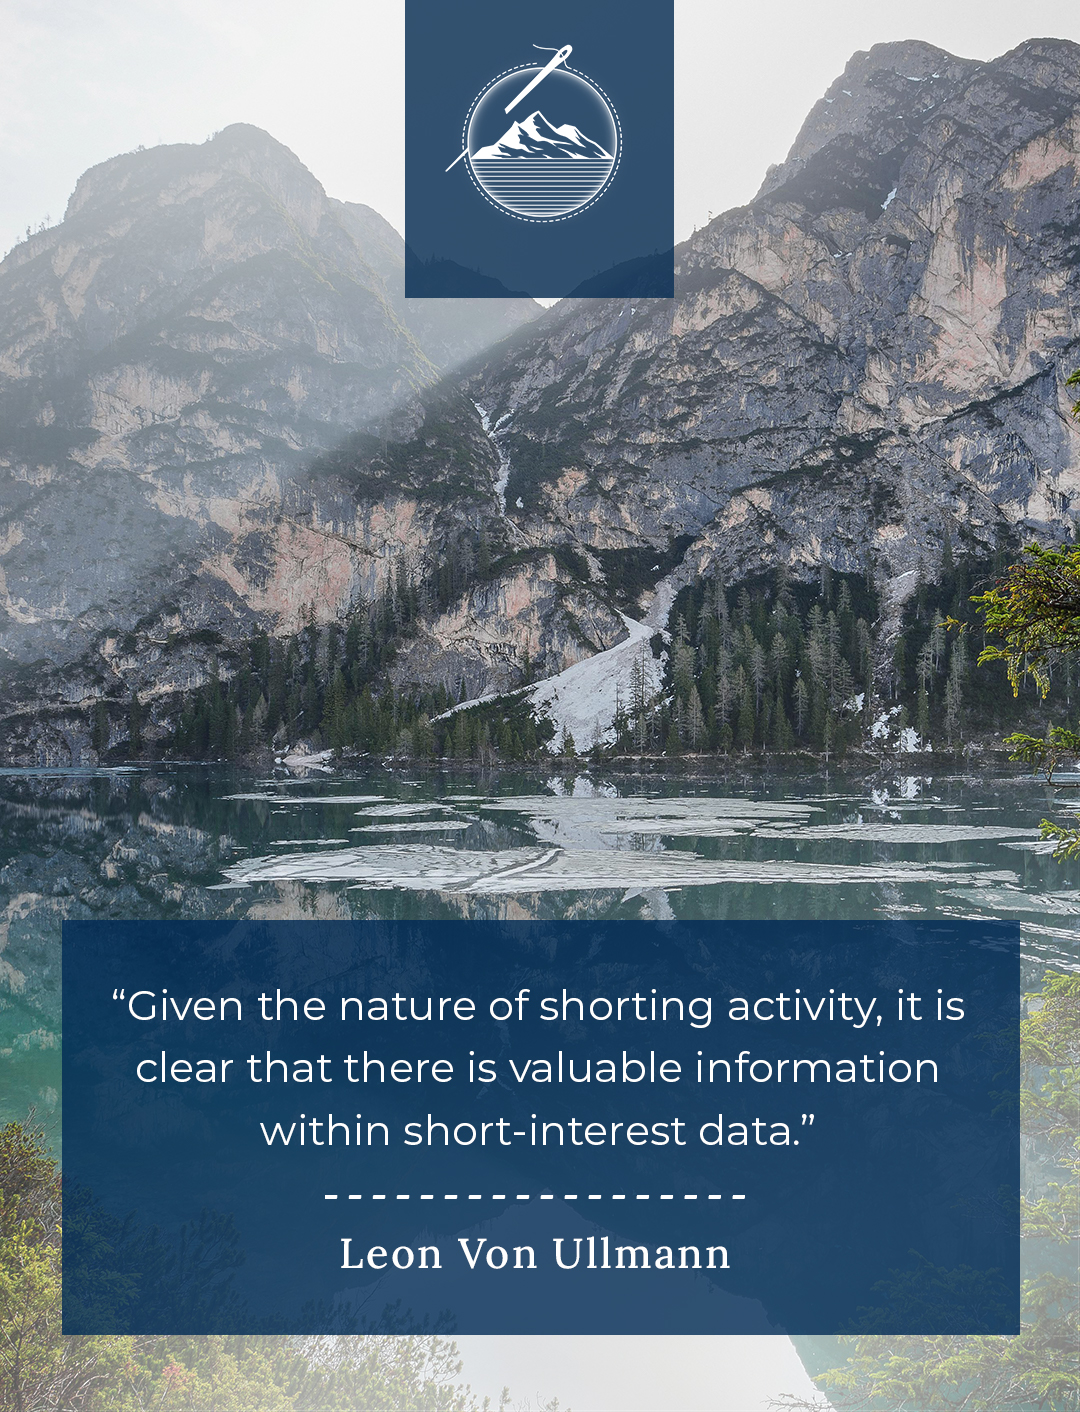 “Given the nature of shorting activity, it is
clear that there is valuable information
within short-interest data.”
Leon Von Ullmann